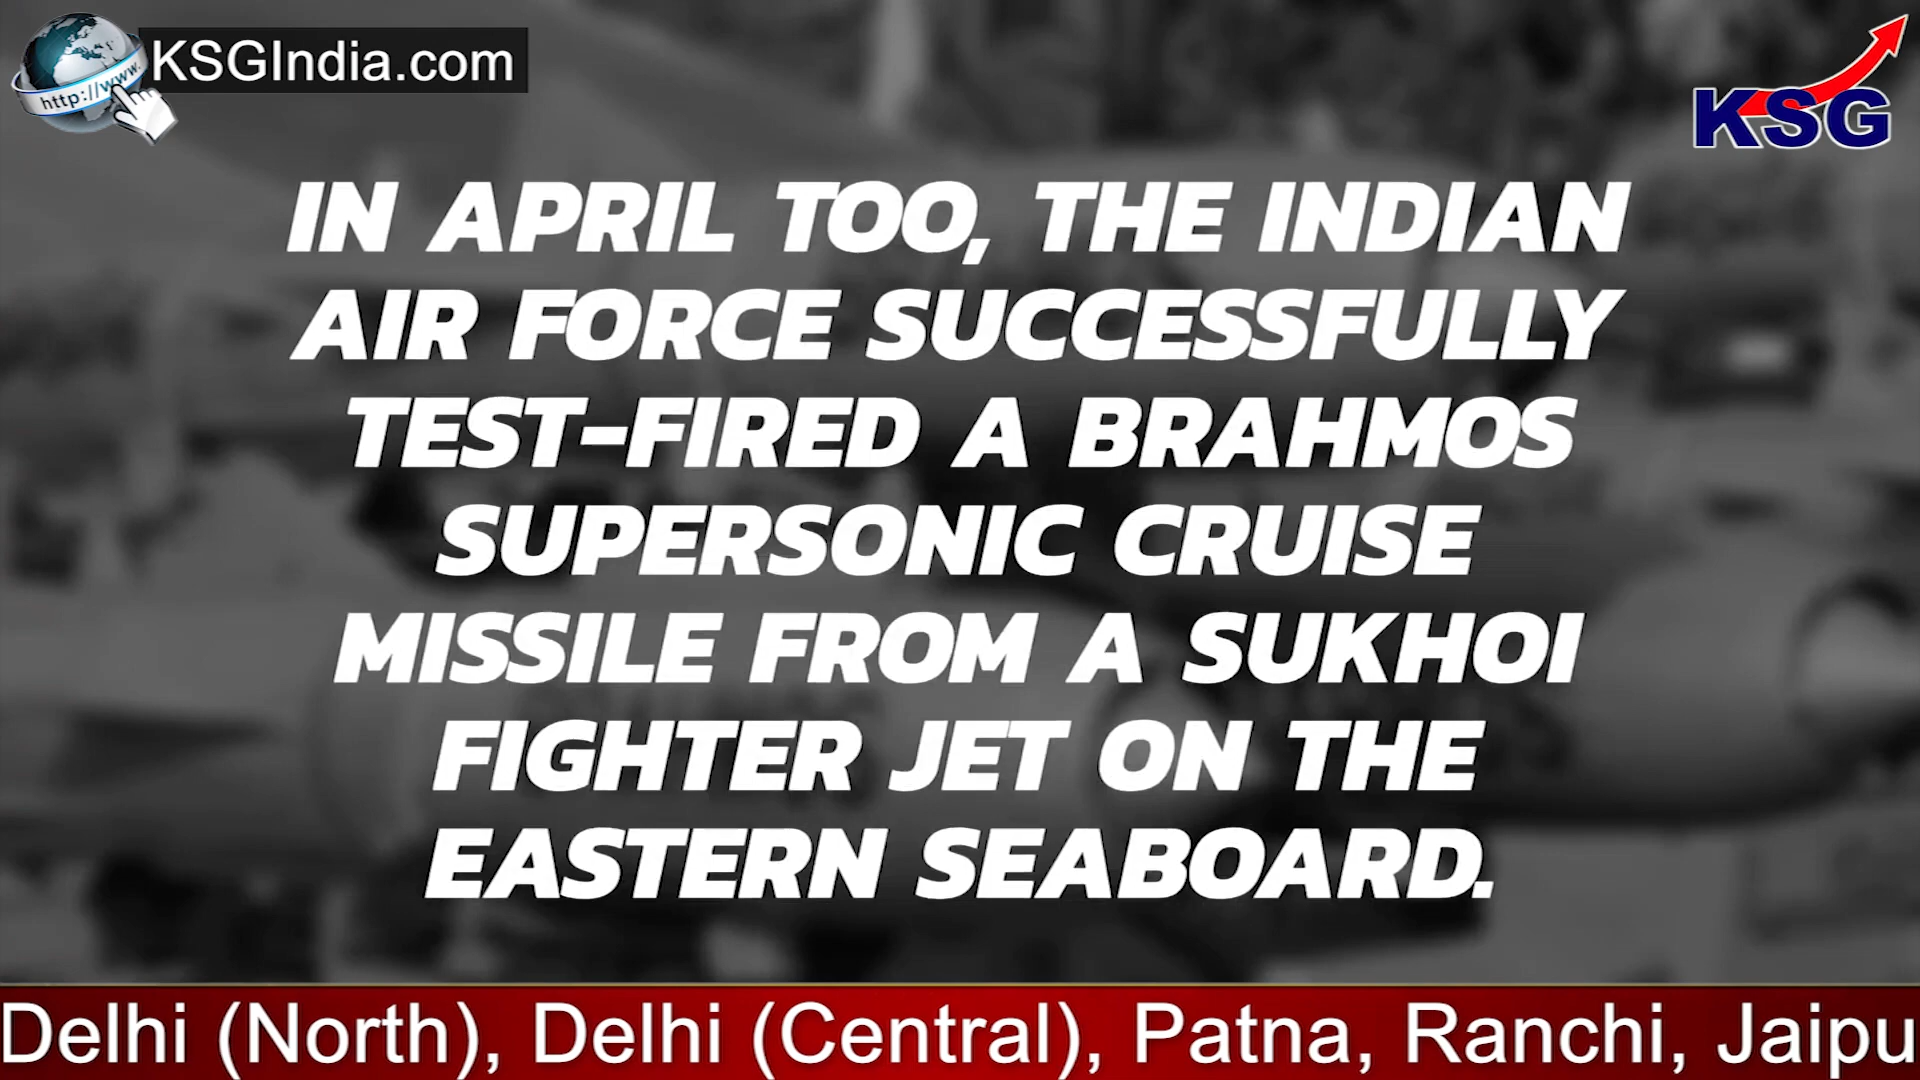 http://www.
KSGIndia.com
KSG
IN APRIL TOO, THE INDIAN
AIR FORCE SUCCESSFULLY
TEST-FIRED A BRAHMOS
SUPERSONIC CRUISE
MISSILE FROM A SUKHOI
FIGHTER JET ON THE
EASTERN SEABOARD.
Delhi (North), Delhi (Central), Patna, Ranchi, Jaipu